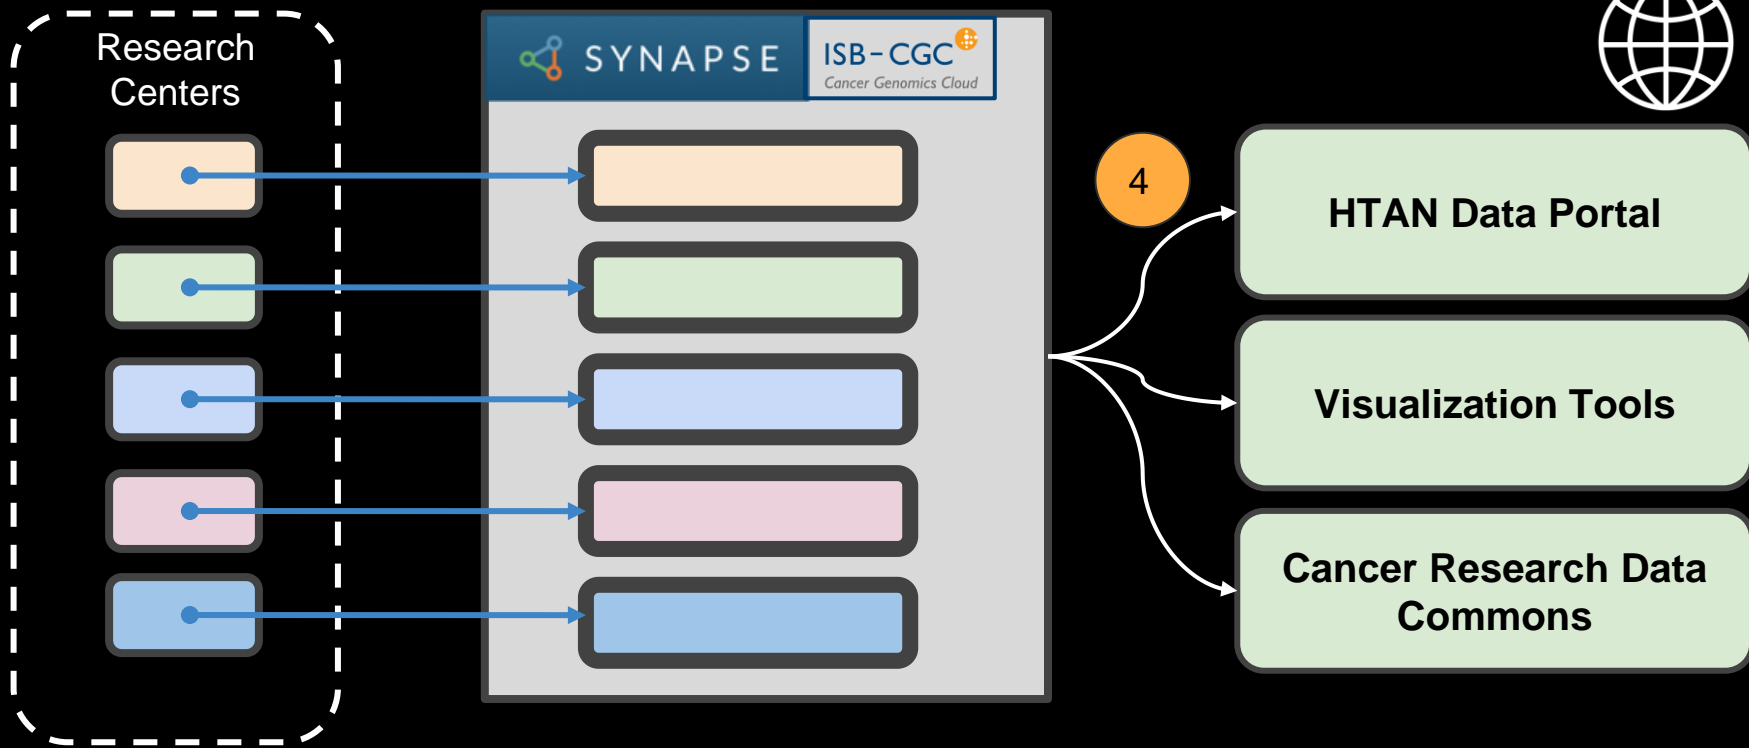 Research
Centers
SYNAPSE
ISB-CGC
Cancer Genomics Cloud
4
HTAN Data Portal
Visualization Tools
Cancer Research Data
Commons